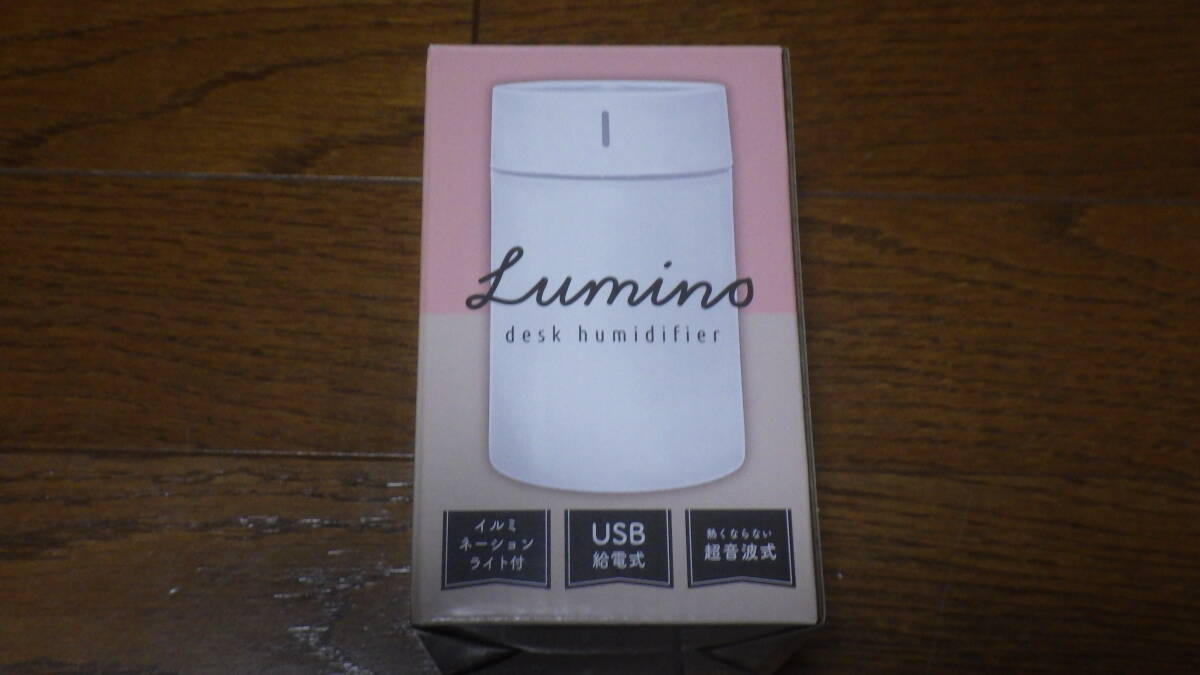 Lumino
desk humidifier
イルミ
ネーション
ライト付
USB
給電式
熱くならない
超音波式